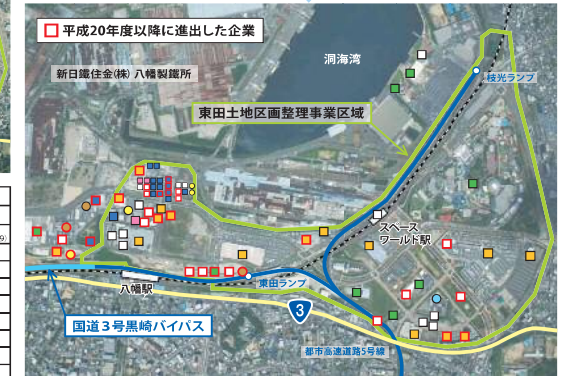 平成20年度以降に進出した企業
新日鐵住金(株) 八幡製鐵所
洞海湾
枝光ランプ
東田土地区画整理事業区域
スペース
ワールド駅
八幡駅
東田ランプ
3
国道3号黒崎バイパス
都市高速道路5号線
9)